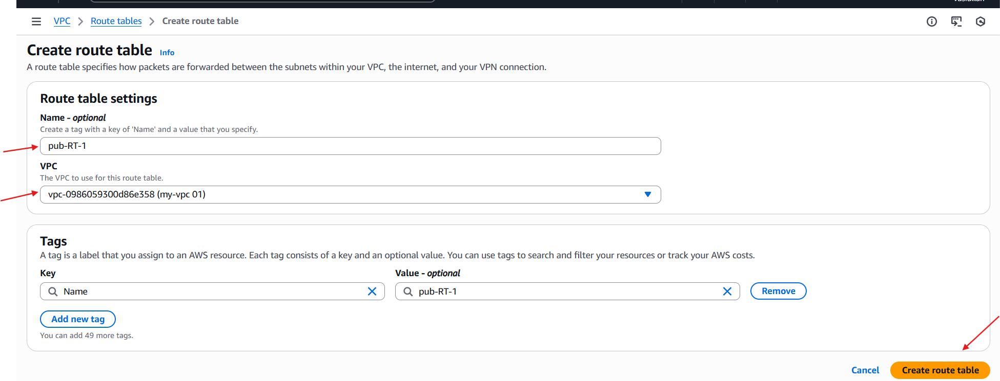 VPC > Route tables > Create route table
Create route table Info
A route table specifies how packets are forwarded between the subnets within your VPC, the internet, and your VPN connection.
Route table settings
Name - optional
Create a tag with a key of 'Name' and a value that you specify.
pub-RT-1
VPC
The VPC to use for this route table.
vpc-0986059300d86e358 (my-vpc 01)
Tags
A tag is a label that you assign to an AWS resource. Each tag consists of a key and an optional value. You can use tags to search and filter your resources or track your AWS costs.
Key Value - optional
Name pub-RT-1 Remove
Add new tag
You can add 49 more tags.
Cancel Create route table